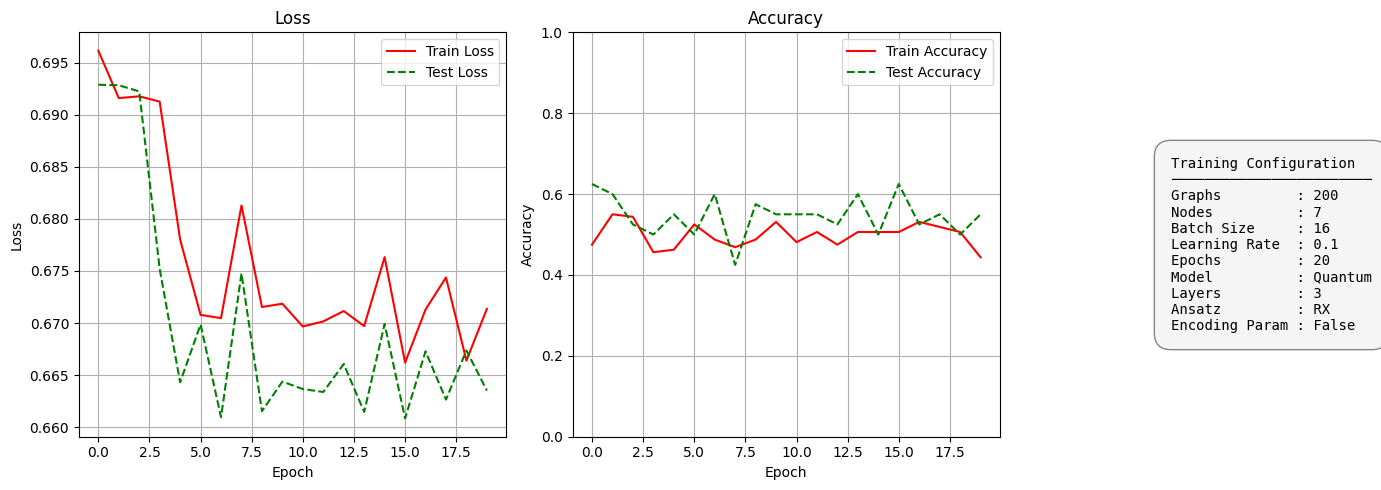 Loss
Train Loss
Test Loss
0.695
0.690
0.685
0.680
0.675
0.670
0.665
0.660
Loss
0.0 2.5 5.0 7.5 10.0 12.5 15.0 17.5
Epoch
Accuracy
Train Accuracy
Test Accuracy
1.0
0.8
0.6
0.4
0.2
0.0
Accuracy
0.0 2.5 5.0 7.5 10.0 12.5 15.0 17.5
Epoch
Training Configuration
Graphs : 200
Nodes : 7
Batch Size : 16
Learning Rate : 0.1
Epochs : 20
Model : Quantum
Layers : 3
Ansatz : RX
Encoding Param : False